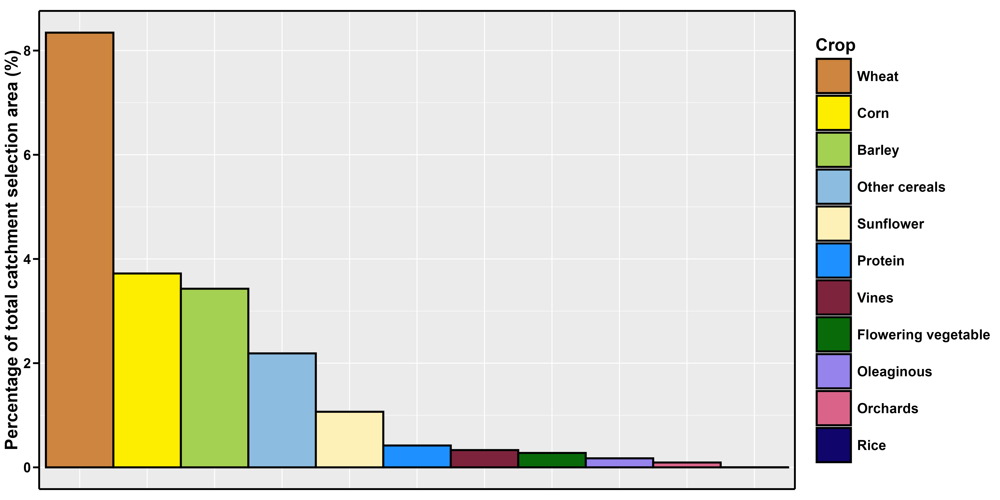 Percentage of total catchment selection area (%)
8
6
4
2
0
Crop
Wheat
Corn
Barley
Other cereals
Sunflower
Protein
Vines
Flowering vegetable
Oleaginous
Orchards
Rice